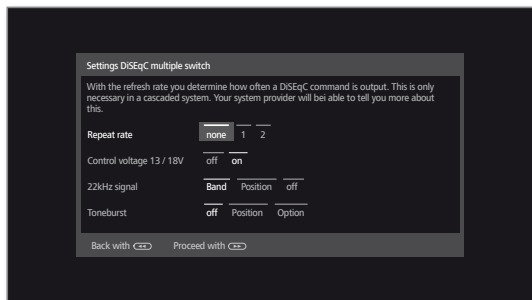 Settings DiSEqC multiple switch
With the refresh rate you determine how often a DiSEqC command is output. This is only
necessary in a cascaded system. Your system provider will bei able to tell you more about
this.
Repeat rate none 1 2
Control voltage 13 / 18V off on
22kHz signal Band Position off
Toneburst off Position Option
Back with Proceed with